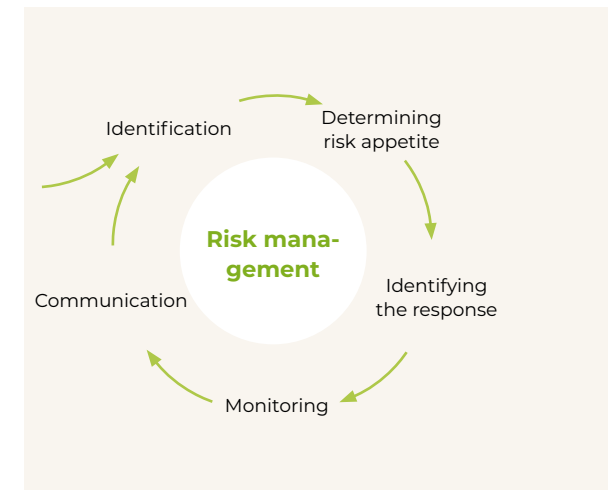 Identification
Determining
risk appetite
Risk mana-
gement
Identifying
the response
Communication
Monitoring